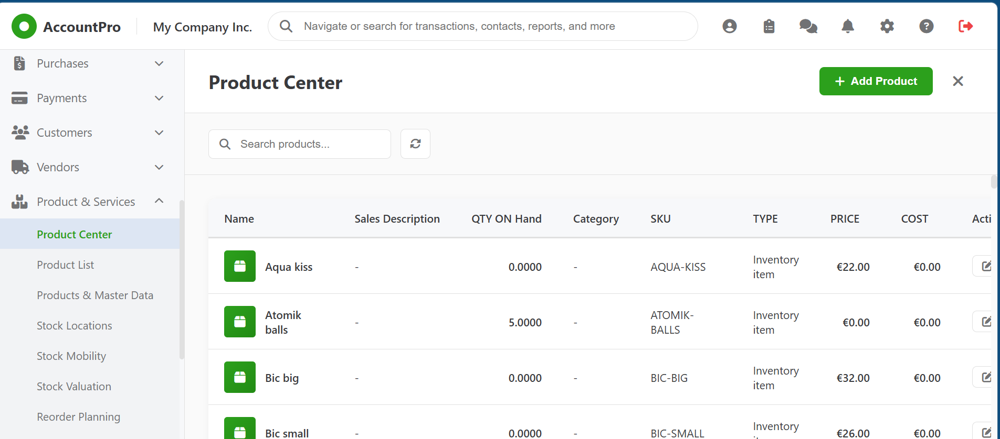 AccountPro
My Company Inc.
Navigate or search for transactions, contacts, reports, and more
Purchases
Payments
Customers
Vendors
Product & Services
Product Center
Product List
Products & Master Data
Stock Locations
Stock Mobility
Stock Valuation
Reorder Planning
Product Center
+ Add Product
Search products...
Name Sales Description QTY ON Hand Category SKU TYPE PRICE COST Acti
Aqua kiss - 0.0000 - AQUA-KISS Inventory item €22.00 €0.00
Atomik balls - 5.0000 - ATOMIK-BALLS Inventory item €0.00 €0.00
Bic big - 0.0000 - BIC-BIG Inventory item €32.00 €0.00
Bic small - 0.0000 - BIC-SMALL Inventory €26.00 €0.00